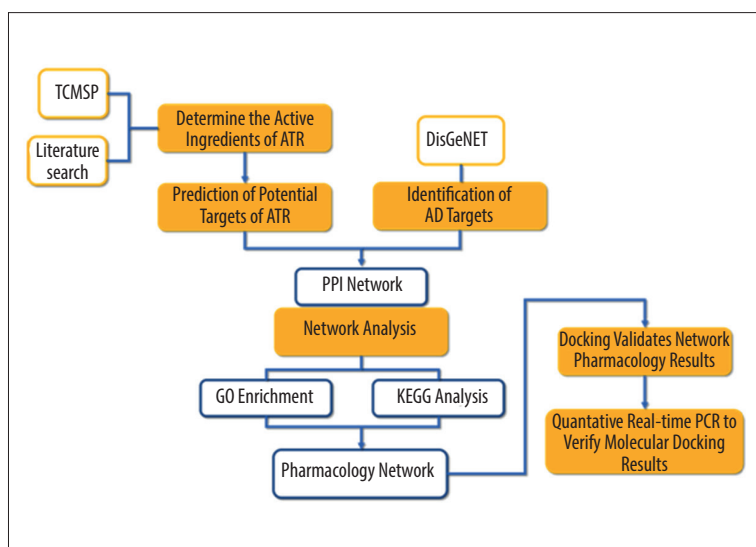 TCMSP
Literature
search
Determine the Active
Ingredients of ATR
DisGeNET
Prediction of Potential
Targets of ATR
Identification of
AD Targets
PPI Network
Network Analysis
GO Enrichment
KEGG Analysis
Pharmacology Network
Docking Validates Network
Pharmacology Results
Quantative Real-time PCR to
Verify Molecular Docking
Results